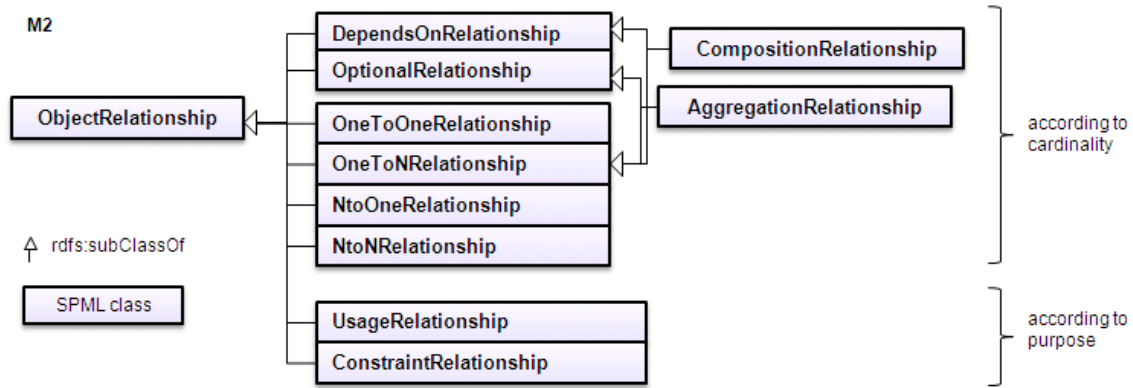 M2
DependsOnRelationship
OptionalRelationship
CompositionRelationship
AggregationRelationship
ObjectRelationship
OneToOneRelationship
OneToNRelationship
NtoOneRelationship
NtoNRelationship
according to
cardinality
rdfs:subClassOf
SPML class
UsageRelationship
ConstraintRelationship
according to
purpose